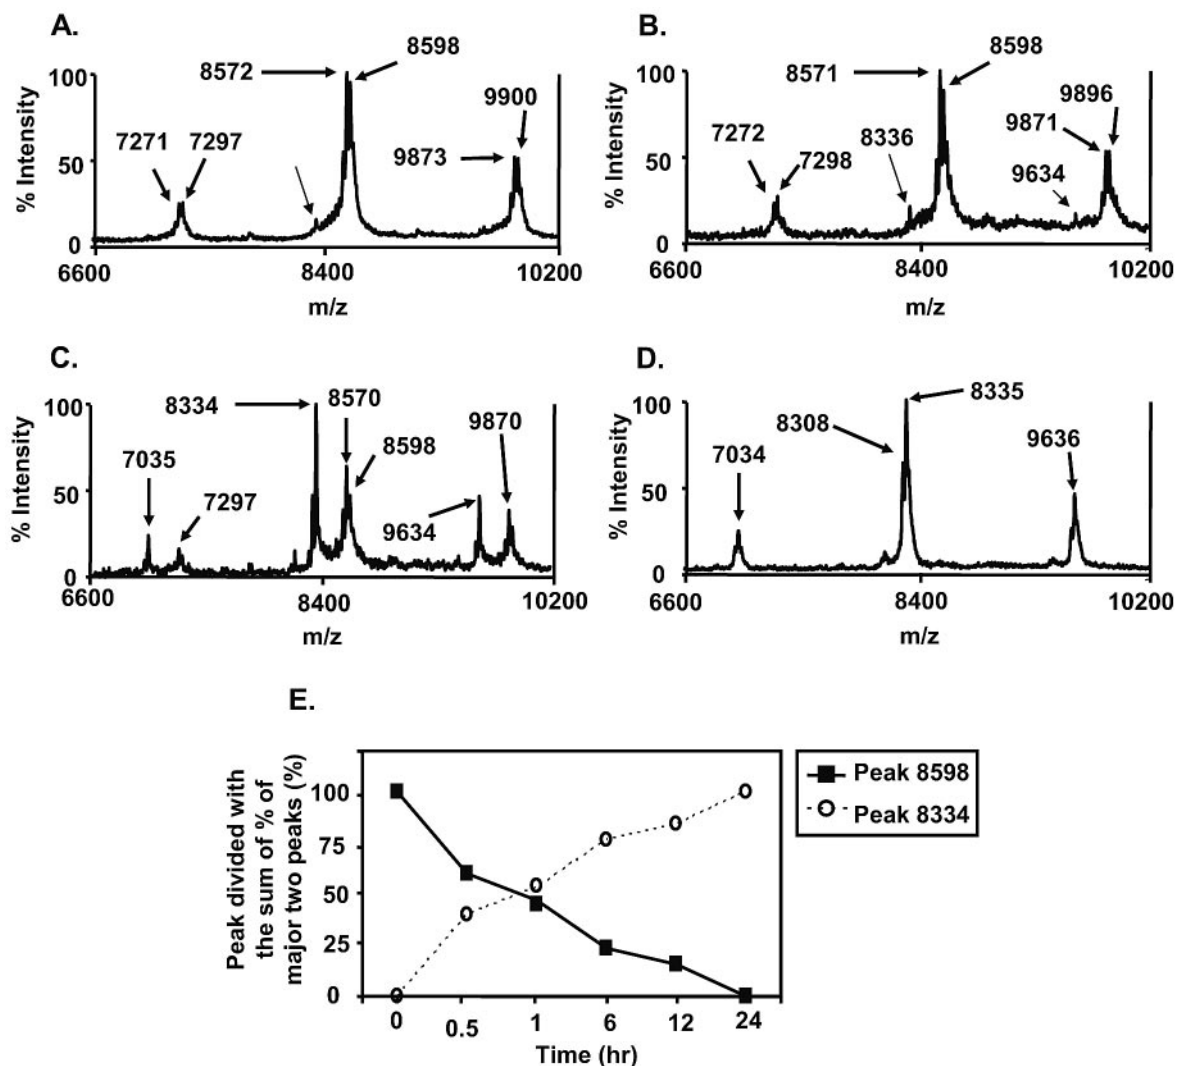 A.
8598
8572
9900
7271
7297
9873
100
50
0
% Intensity
6600
8400
10200
m/z
B.
8598
8571
9896
9871
7272
8336
7298
9634
100
50
0
% Intensity
6600
8400
10200
m/z
C.
8334
8570
9870
8598
7035
7297
9634
100
50
0
% Intensity
6600
8400
10200
m/z
D.
8335
8308
9636
7034
100
50
0
% Intensity
6600
8400
10200
m/z
E.
Peak divided with
the sum of % of
major two peaks (%)
100
75
50
25
0
0 0.5 1 6 12 24
Time (hr)
Peak 8598
Peak 8334